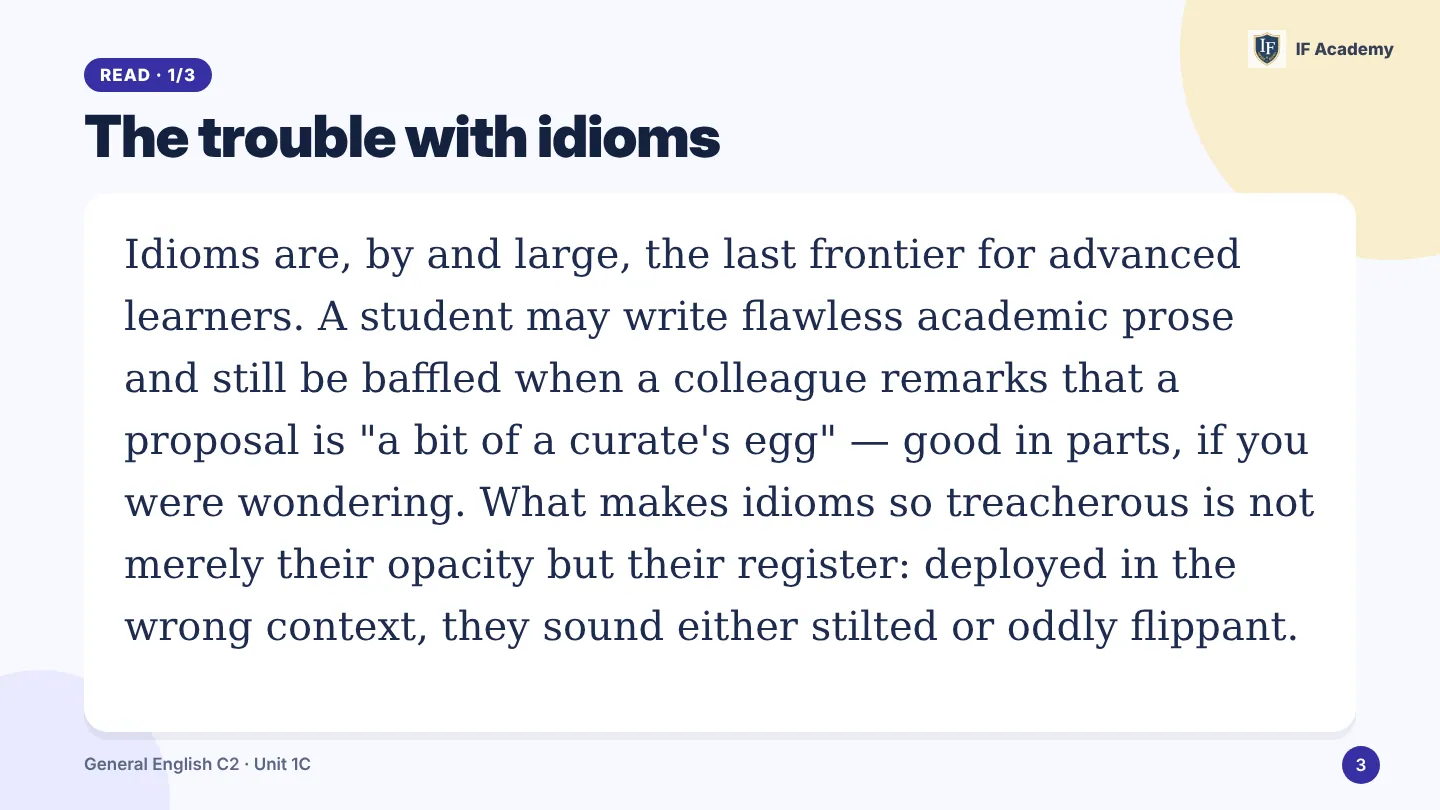 IF
IF Academy
READ · 1/3
The trouble with idioms
Idioms are, by and large, the last frontier for advanced
learners. A student may write flawless academic prose
and still be baffled when a colleague remarks that a
proposal is "a bit of a curate's egg" — good in parts, if you
were wondering. What makes idioms so treacherous is not
merely their opacity but their register: deployed in the
wrong context, they sound either stilted or oddly flippant.
General English C2 · Unit 1C
3